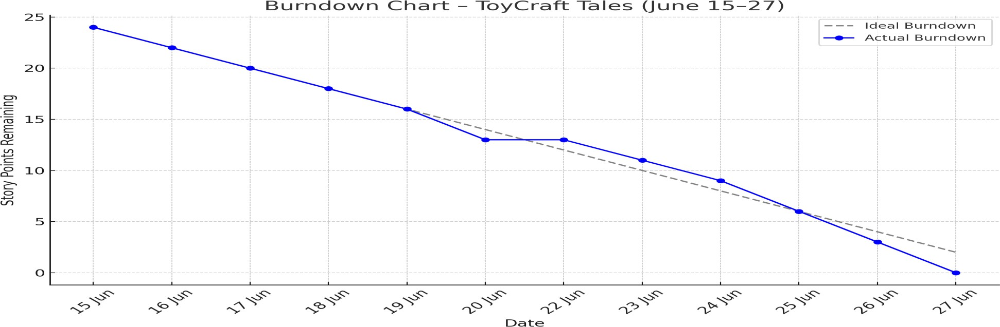 Burndown Chart – ToyCraft Tales (June 15–27)
Ideal Burndown
Actual Burndown
Story Points Remaining
25
20
15
10
5
0
15 Jun
16 Jun
17 Jun
18 Jun
19 Jun
20 Jun
22 Jun
23 Jun
24 Jun
25 Jun
26 Jun
27 Jun
Date